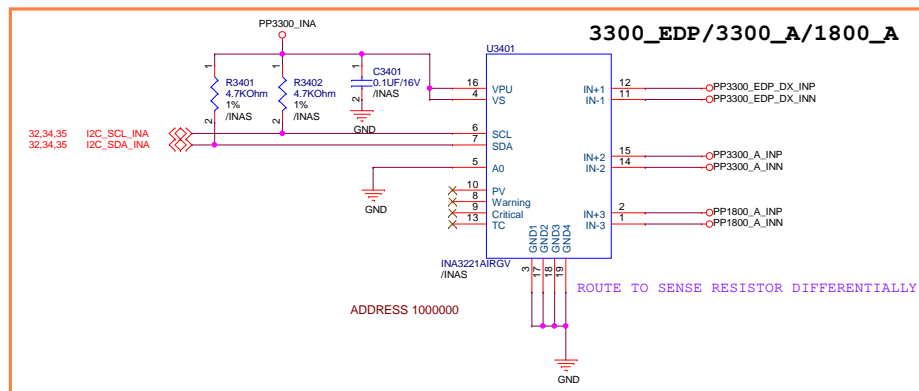 3300_EDP/3300_A/1800_A
PP3300_INA
U3401
1
R3401
4.7KOhm
1%
/INAS
2
1
R3402
4.7KOhm
1%
/INAS
2
1
C3401
0.1UF/16V
/INAS
2
GND
16 VPU
4 VS
IN+1 12 PP3300_EDP_DX_INP
IN-1 11 PP3300_EDP_DX_INN
32,34,35 I2C_SCL_INA 6 SCL
32,34,35 I2C_SDA_INA 7 SDA
IN+2 15 PP3300_A_INP
IN-2 14 PP3300_A_INN
5 A0
GND
10 PV
8 Warning
9 Critical
13 TC
IN+3 2 PP1800_A_INP
IN-3 1 PP1800_A_INN
GND1
GND2
GND3
GND4
INA3221AIRGV
/INAS
3
17
18
19
ROUTE TO SENSE RESISTOR DIFFERENTIALLY
ADDRESS 1000000
GND